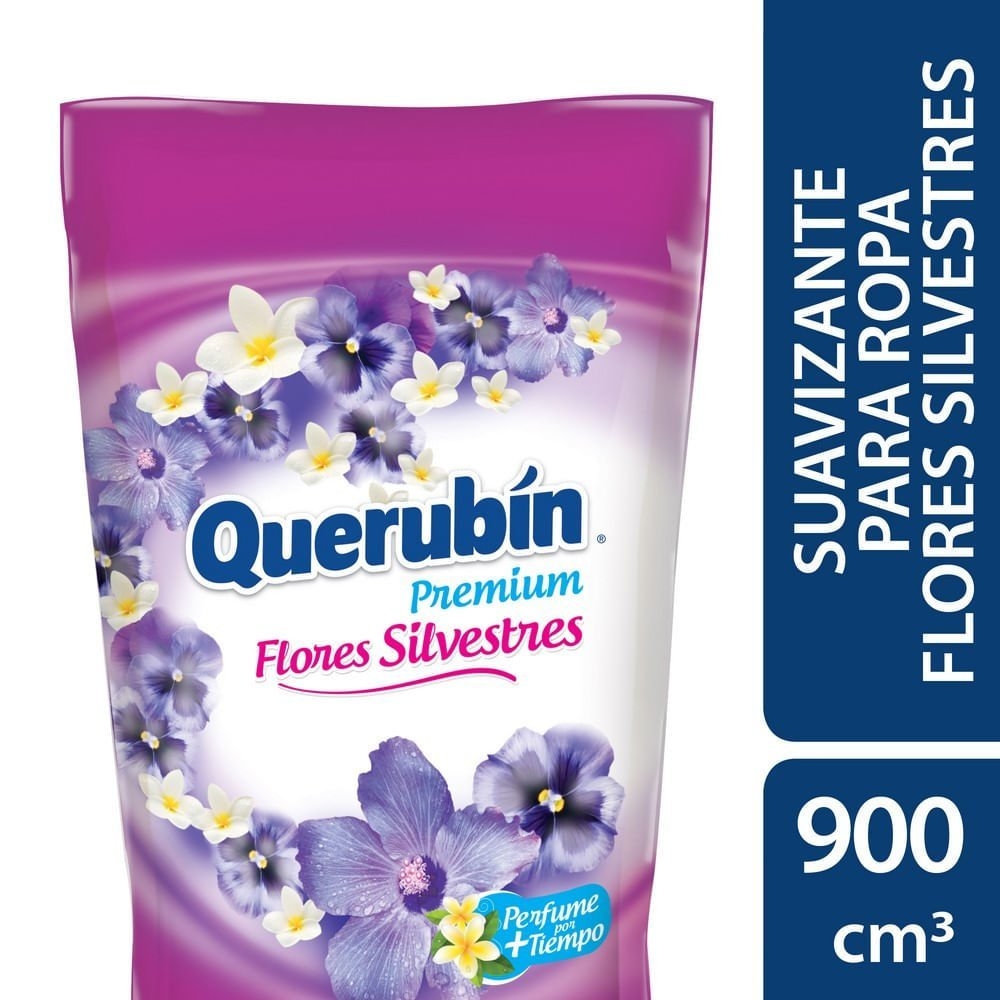 Querubín®
Premium
Flores Silvestres
Perfume
por
+Tiempo
SUAVIZANTE
PARA ROPA
FLORES SILVESTRES
900
cm³